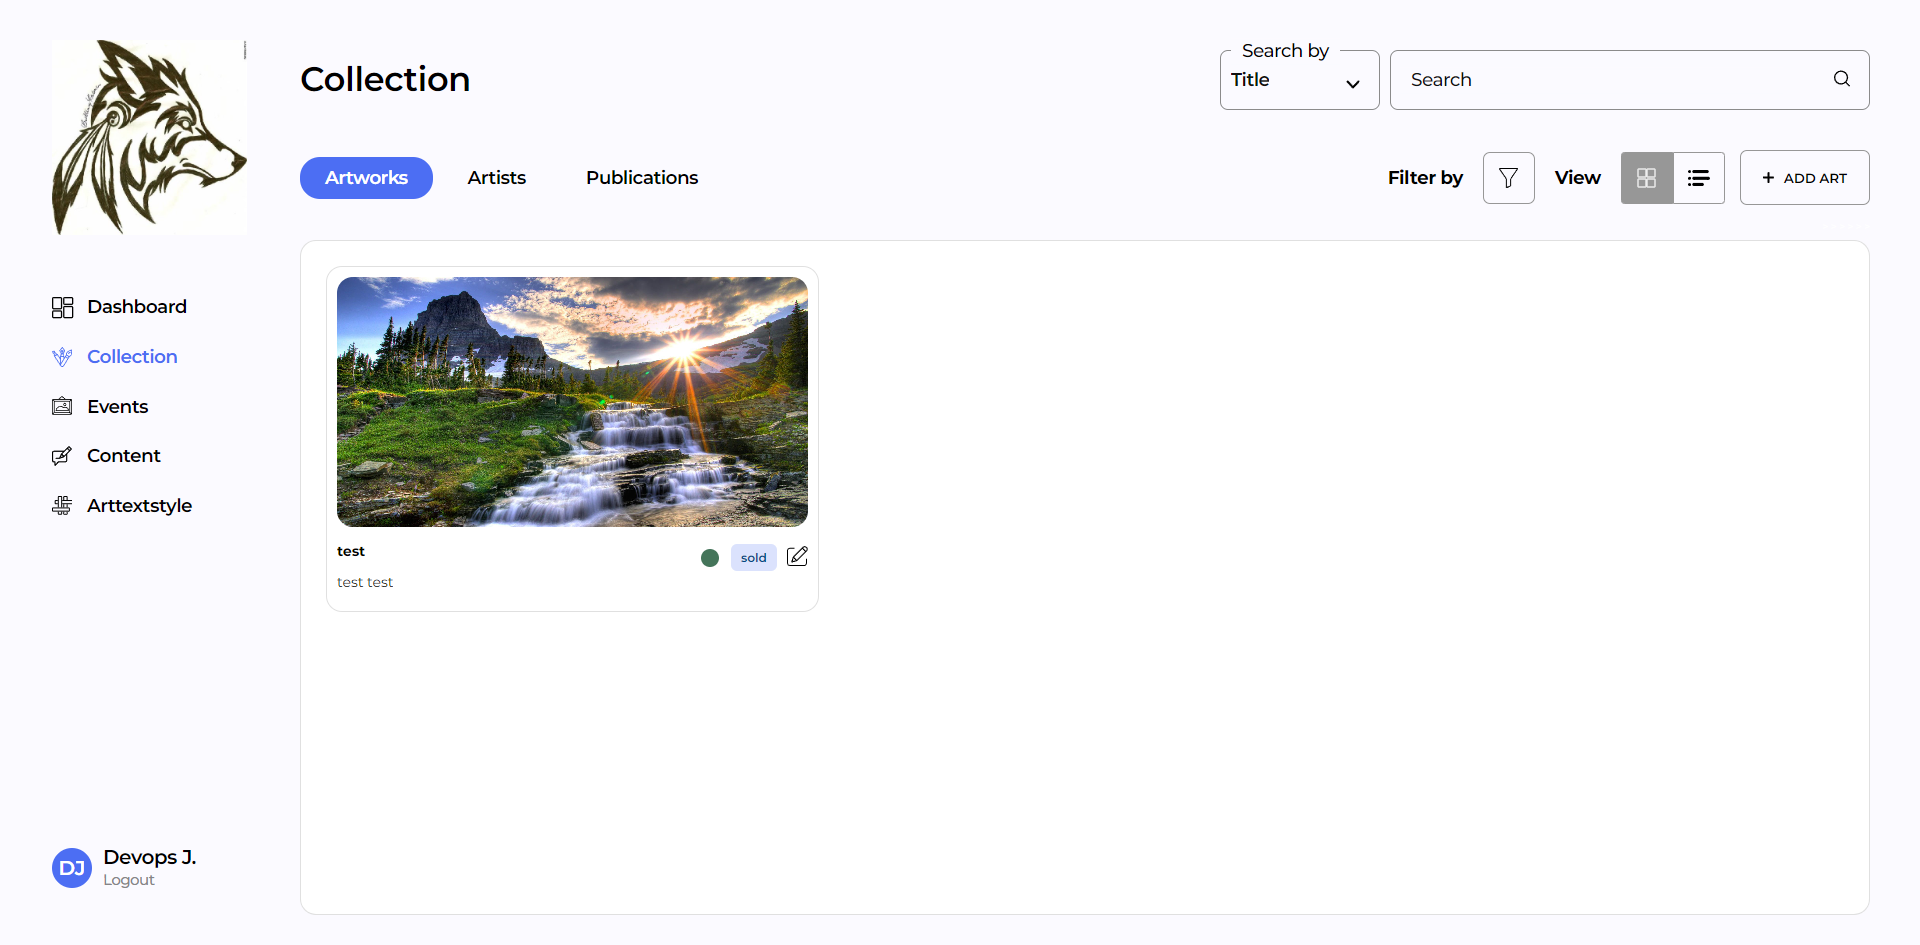 Collection
Search by
Title
Search
Artworks
Artists
Publications
Filter by
View
+ ADD ART
Dashboard
Collection
Events
Content
Arttextstyle
test
sold
test test
DJ
Devops J.
Logout